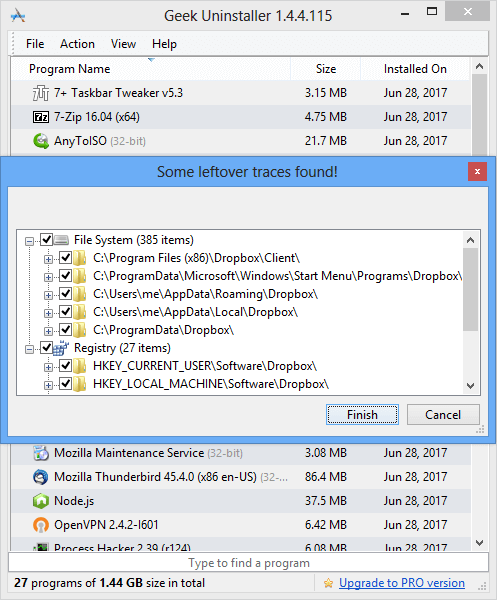 Geek Uninstaller 1.4.4.115
File Action View Help
Program Name Size Installed On
7+ Taskbar Tweaker v5.3 3.15 MB Jun 28, 2017
7-Zip 16.04 (x64) 4.75 MB Jun 28, 2017
AnyToISO (32-bit) 21.7 MB Jun 28, 2017
Some leftover traces found!
File System (385 items)
C:\Program Files (x86)\Dropbox\Client\
C:\ProgramData\Microsoft\Windows\Start Menu\Programs\Dropbox\
C:\Users\me\AppData\Roaming\Dropbox\
C:\Users\me\AppData\Local\Dropbox\
C:\ProgramData\Dropbox\
Registry (27 items)
HKEY_CURRENT_USER\Software\Dropbox\
HKEY_LOCAL_MACHINE\Software\Dropbox\
Finish Cancel
Mozilla Maintenance Service (32-bit) 3.08 MB Jun 28, 2017
Mozilla Thunderbird 45.4.0 (x86 en-US) (32-... 86.4 MB Jun 28, 2017
Node.js 37.5 MB Jun 28, 2017
OpenVPN 2.4.2-I601 6.42 MB Jun 28, 2017
Process Hacker 2.39 (r124) 6.08 MB Jun 28, 2017
Type to find a program
27 programs of 1.44 GB size in total Upgrade to PRO version